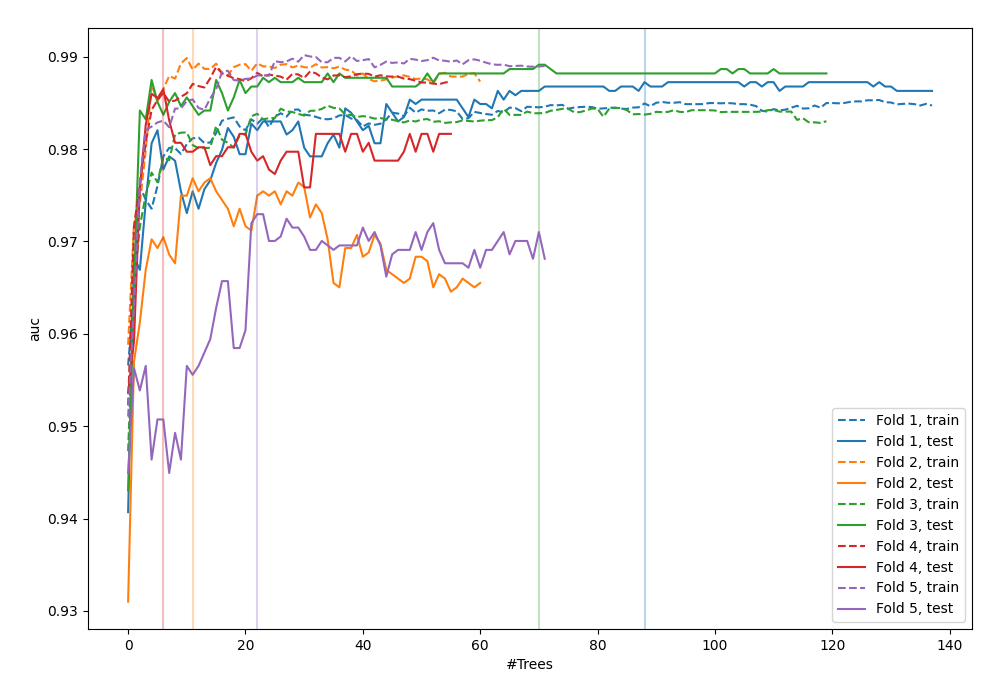 0.99
0.98
0.97
0.96
0.95
0.94
0.93
auc
0 20 40 60 80 100 120 140
#Trees
Fold 1, train
Fold 1, test
Fold 2, train
Fold 2, test
Fold 3, train
Fold 3, test
Fold 4, train
Fold 4, test
Fold 5, train
Fold 5, test